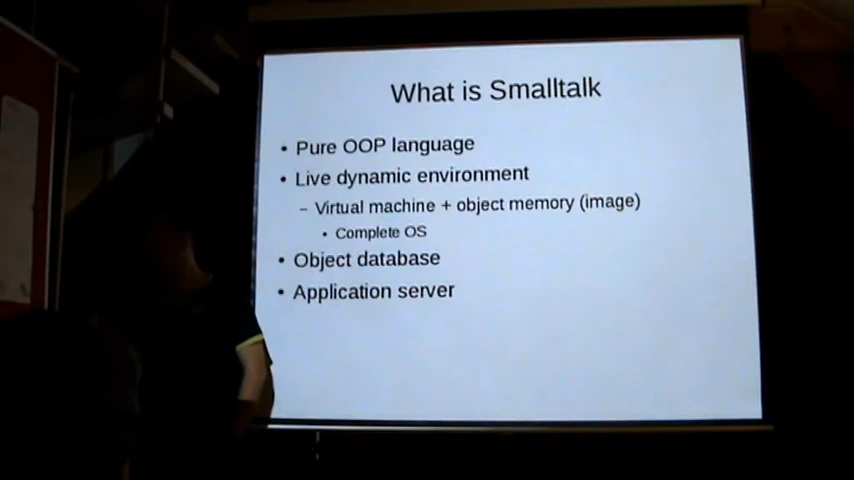 What is Smalltalk
• Pure OOP language
• Live dynamic environment
– Virtual machine + object memory (image)
• Complete OS
• Object database
• Application server